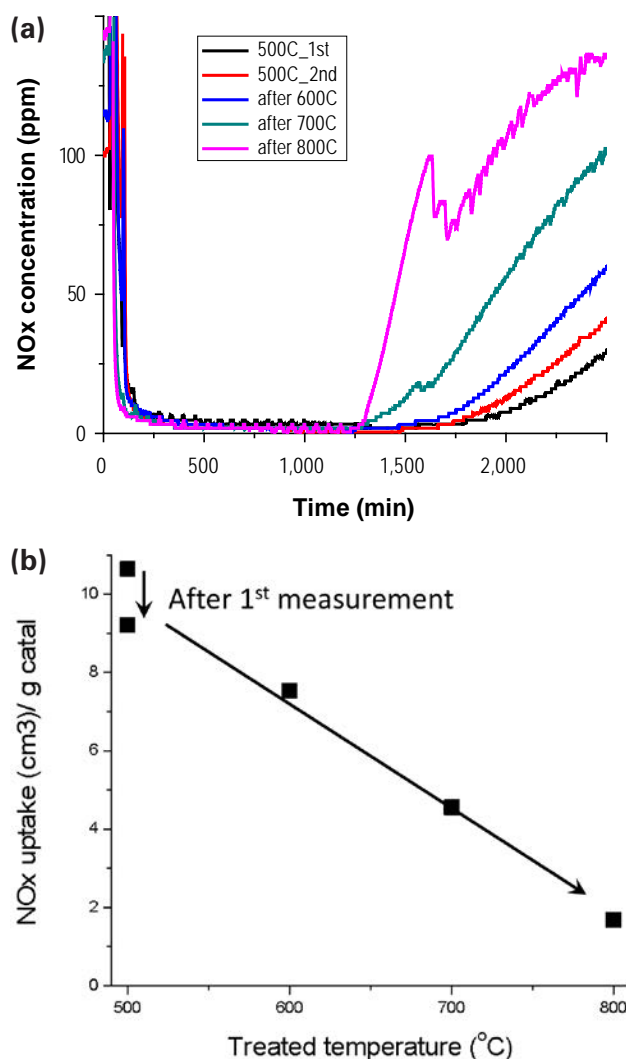 (a)
500C_1st
500C_2nd
after 600C
after 700C
after 800C
NOx concentration (ppm)
100
50
0
0
500
1,000
1,500
2,000
Time (min)
(b)
After 1st measurement
NOx uptake (cm3)/ g catal
10
8
6
4
2
0
500
600
700
800
Treated temperature (°C)